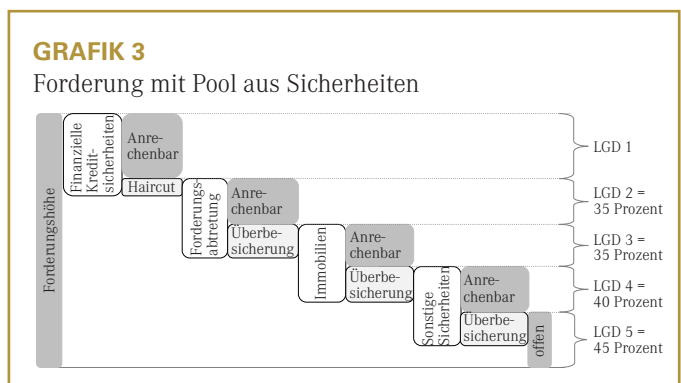 GRAFIK 3
Forderung mit Pool aus Sicherheiten
Forderungshöhe
Finanzielle
Kredit-
sicherheiten
Anre-
chenbar
Haircut
LGD 1
Forderungs-
abtretung
Anre-
chenbar
Überbe-
sicherung
LGD 2 =
35 Prozent
Immobilien
Anre-
chenbar
Überbe-
sicherung
LGD 3 =
35 Prozent
Sonstige
Sicherheiten
Anre-
chenbar
Überbe-
sicherung
LGD 4 =
40 Prozent
offen
LGD 5 =
45 Prozent